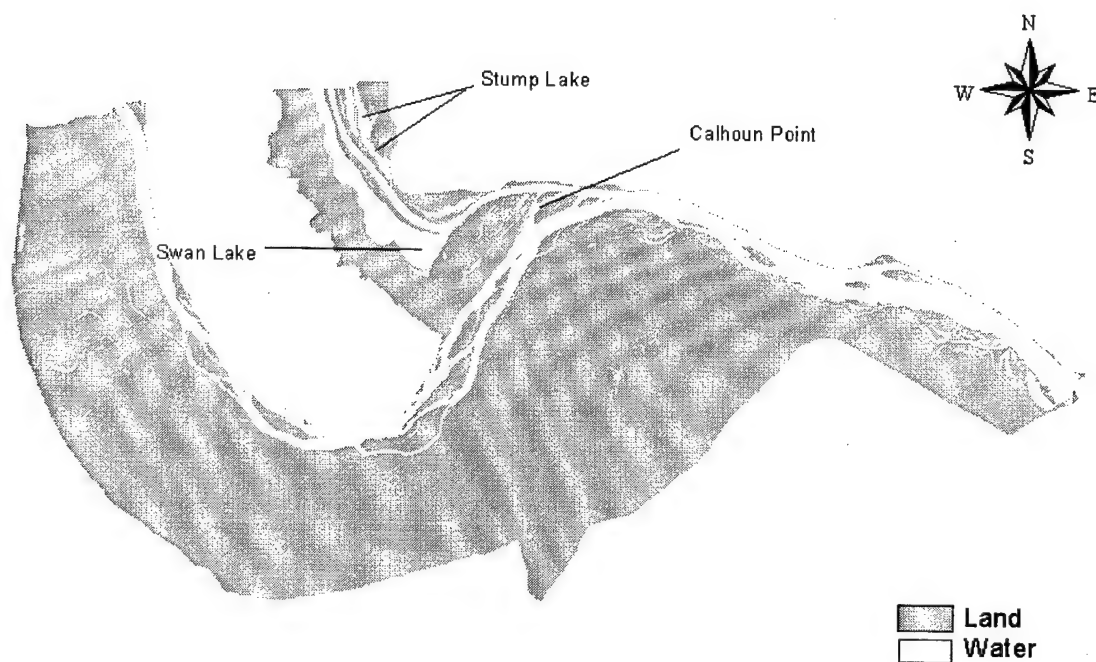 N
Stump Lake
W E
Calhoun Point
S
Swan Lake
Land
Water